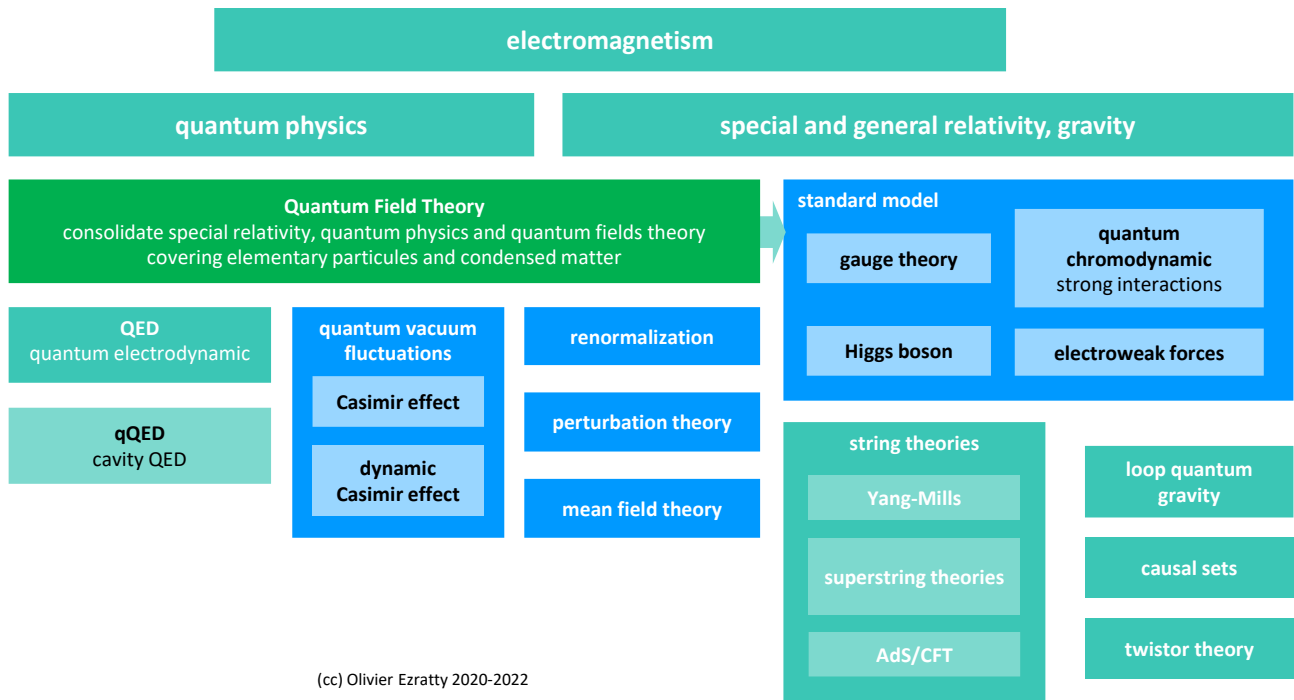 electromagnetism
quantum physics
special and general relativity, gravity
Quantum Field Theory
consolidate special relativity, quantum physics and quantum fields theory
covering elementary particules and condensed matter
standard model
gauge theory
quantum
chromodynamic
strong interactions
Higgs boson
electroweak forces
QED
quantum electrodynamic
qQED
cavity QED
quantum vacuum
fluctuations
Casimir effect
dynamic
Casimir effect
renormalization
perturbation theory
mean field theory
string theories
Yang-Mills
superstring theories
AdS/CFT
loop quantum
gravity
causal sets
twistor theory
(cc) Olivier Ezratty 2020-2022